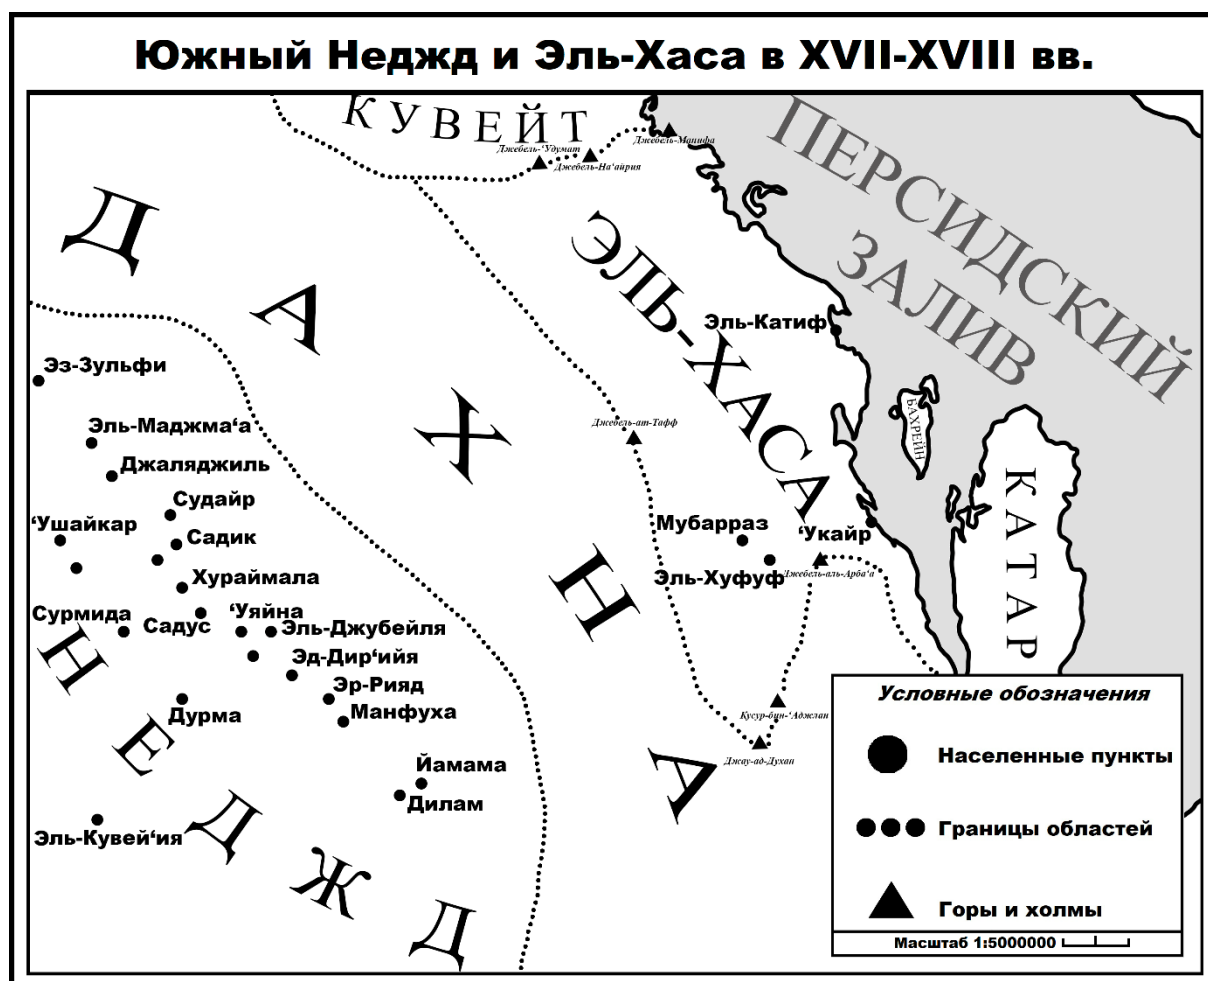 Южный Неджд и Эль-Хаса в XVII-XVIII вв.
КУВЕЙТ
Джебель-Манифа
Джебель-‘Удумат
Джебель-На‘айрия
ПЕРСИДСКИЙ
ЗАЛИВ
ДАХНА
ЭЛЬ-ХАСА
Эль-Катиф
Эз-Зульфи
БАХРЕЙН
Эль-Маджма‘а
Джебель-ат-Тафф
Джаляджиль
КАТАР
Судайр
‘Ушайкар
Садик
Мубарраз
‘Укайр
Хураймала
Эль-Хуфуф
Джебель-аль-Арба‘а
Сурмида
Садус
‘Уяйна
Эль-Джубейля
НЕДЖД
Эд-Дир‘ийя
Эр-Рияд
Манфуха
Дурма
Кусур-бин-‘Аджлан
Джау-ад-Духан
Йамама
Дилам
Эль-Кувей‘ия
Условные обозначения
Населенные пункты
Границы областей
Горы и холмы
Масштаб 1:5000000